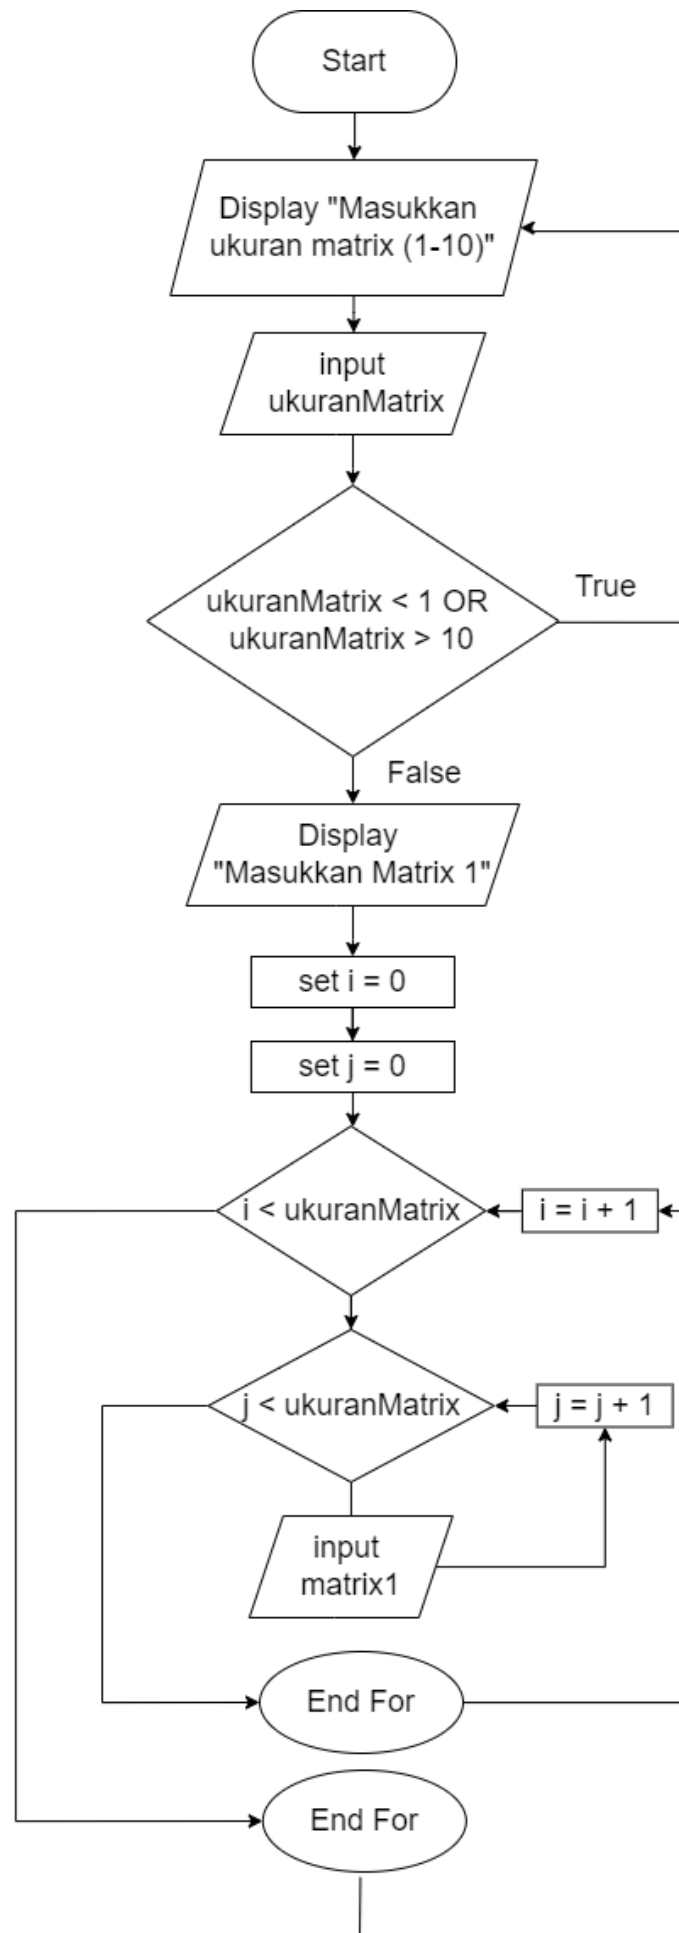 Start
Display "Masukkan
ukuran matrix (1-10)"
input
ukuranMatrix
ukuranMatrix < 1 OR
ukuranMatrix > 10
True
False
Display
"Masukkan Matrix 1"
set i = 0
set j = 0
i < ukuranMatrix
i = i + 1
j < ukuranMatrix
j = j + 1
input
matrix1
End For
End For